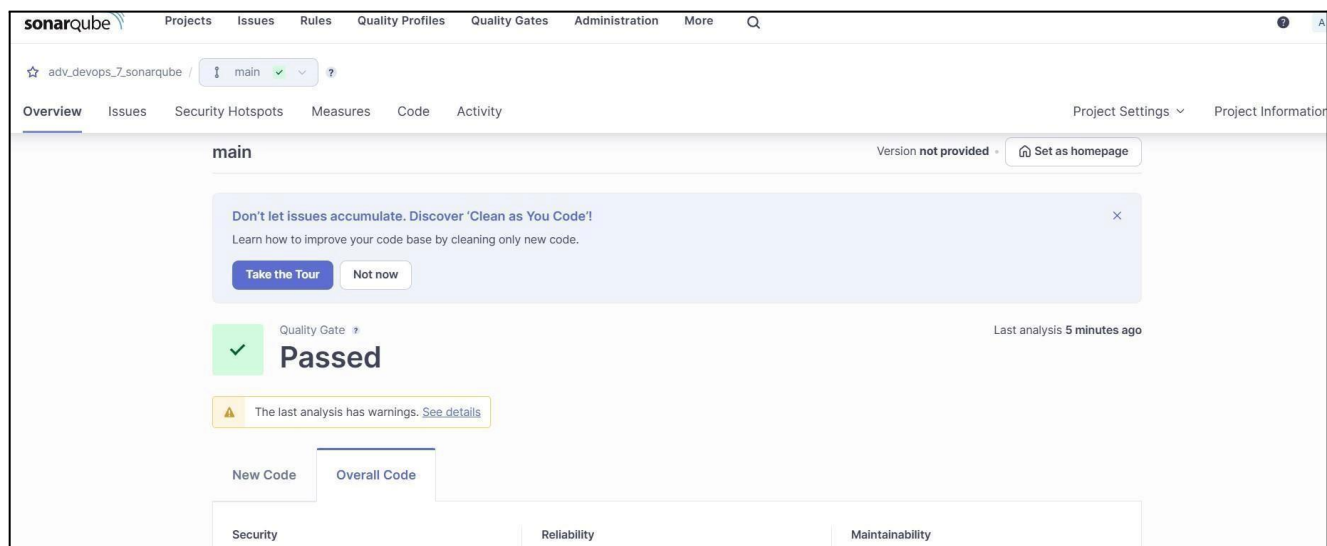 sonarqube Projects Issues Rules Quality Profiles Quality Gates Administration More ? A
adv_devops_7_sonarqube / main ?
Overview Issues Security Hotspots Measures Code Activity Project Settings Project Information
main Version not provided Set as homepage
Don't let issues accumulate. Discover 'Clean as You Code'!
Learn how to improve your code base by cleaning only new code.
Take the Tour Not now
Quality Gate ? Last analysis 5 minutes ago
Passed
The last analysis has warnings. See details
New Code Overall Code
Security Reliability Maintainability